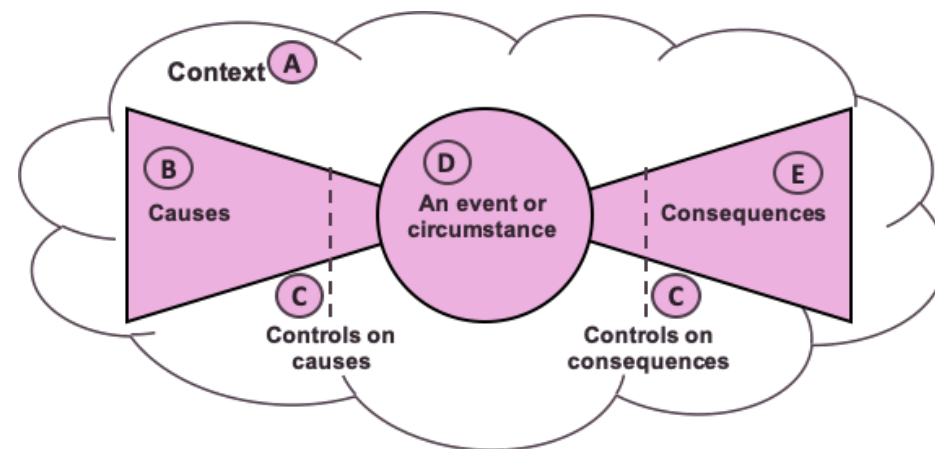 Context A
B
Causes
D
An event or
circumstance
E
Consequences
C
Controls on
causes
C
Controls on
consequences